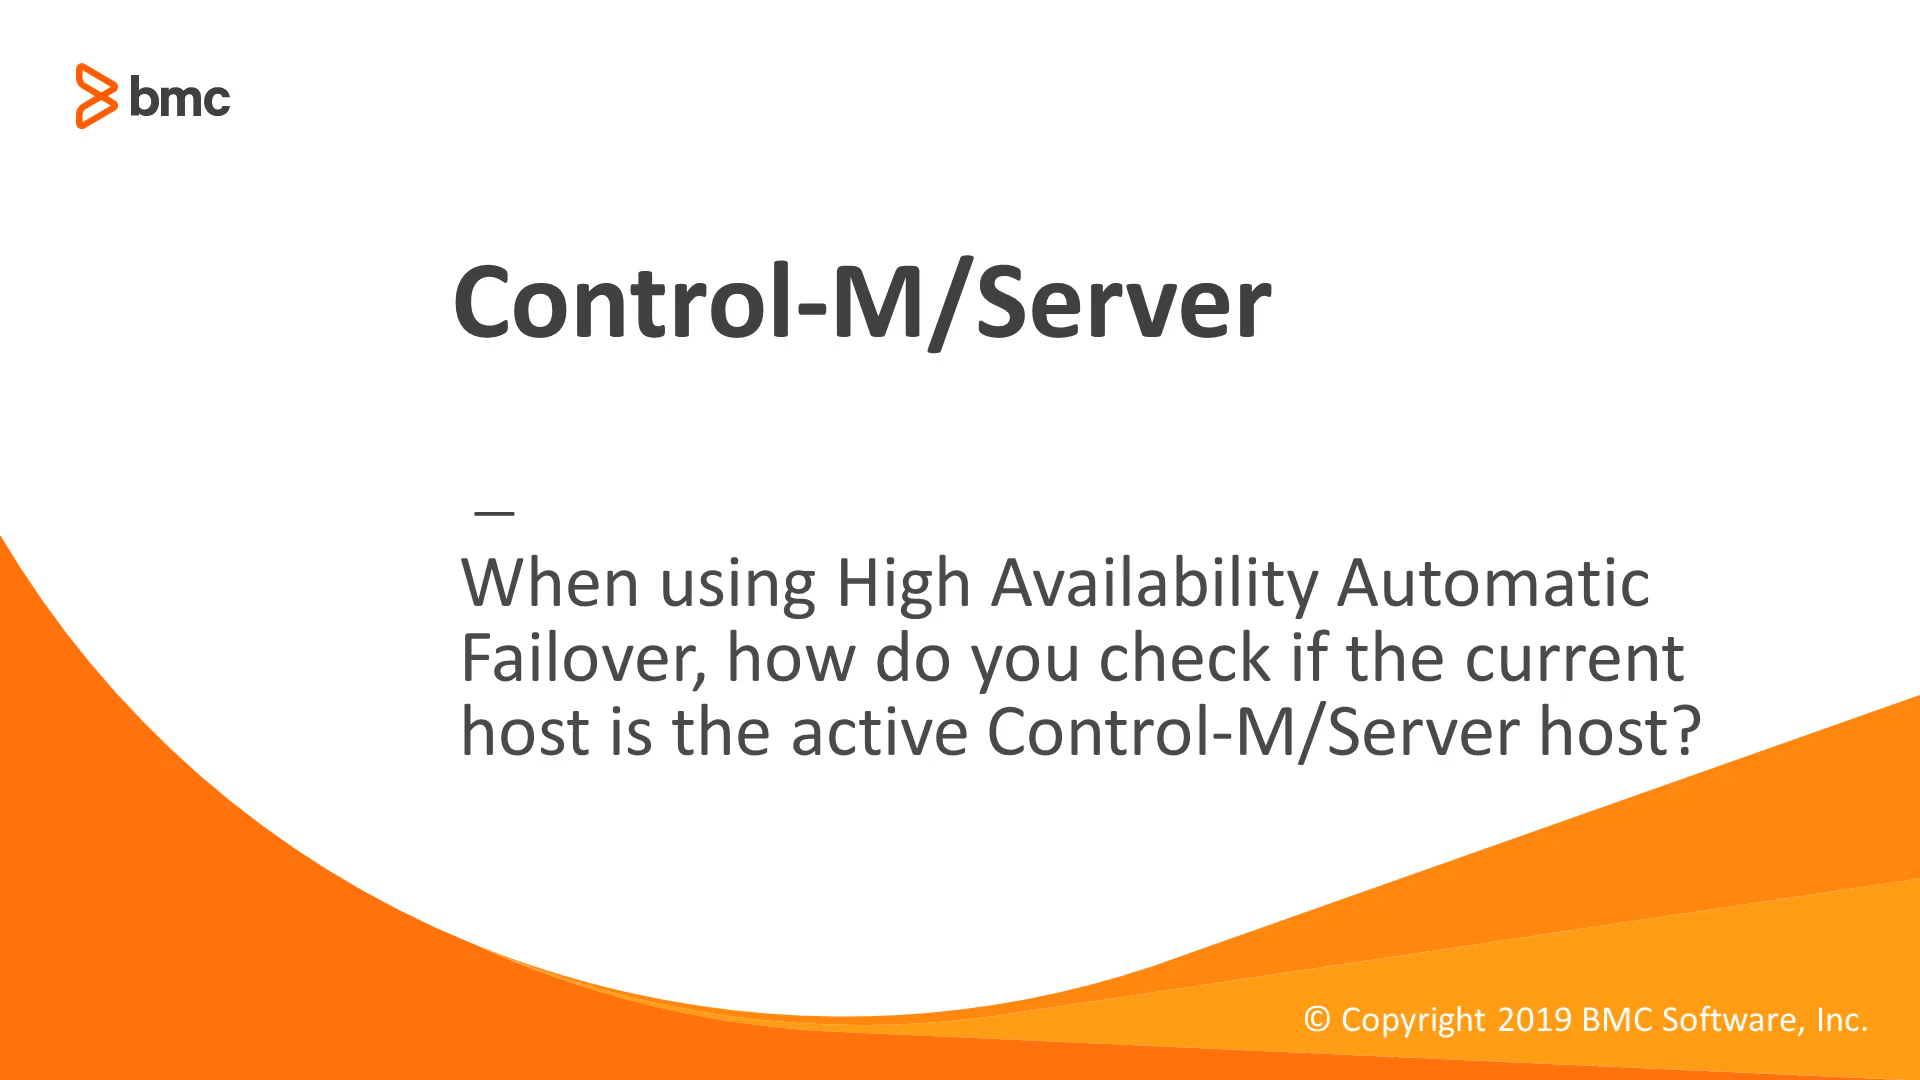 bmc
Control-M/Server
—
When using High Availability Automatic
Failover, how do you check if the current
host is the active Control-M/Server host?
© Copyright 2019 BMC Software, Inc.